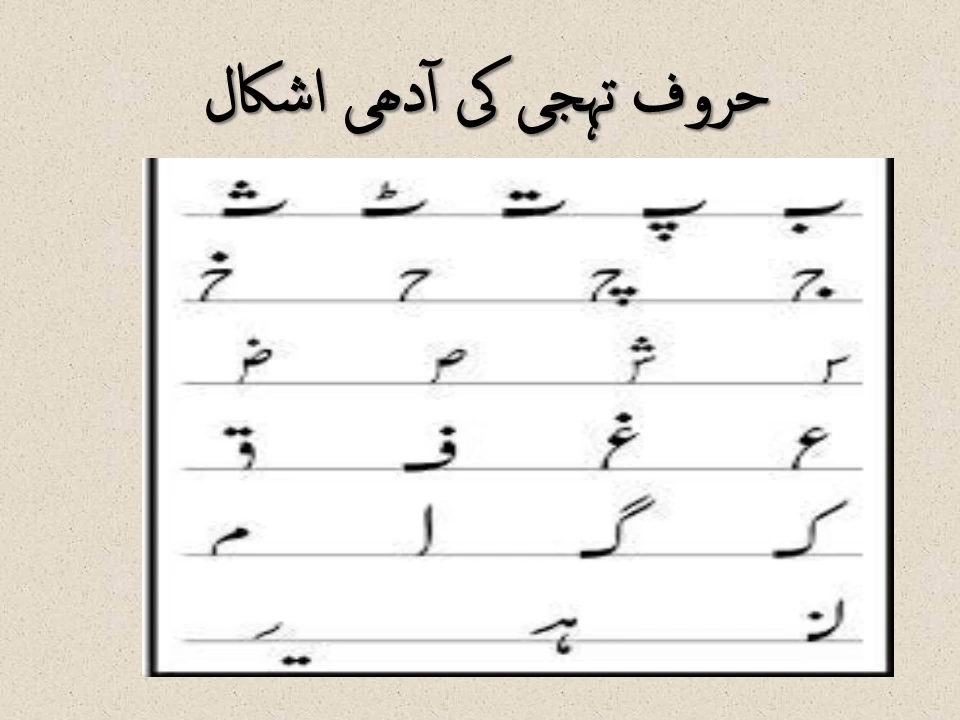 حروف تہجی کی آدھی اشکال
بـ پـ تـ ٹـ ثـ
جـ چـ حـ خـ
سـ شـ صـ ضـ
عـ غـ فـ قـ
کـ گـ لـ مـ
نـ ہـ یـ